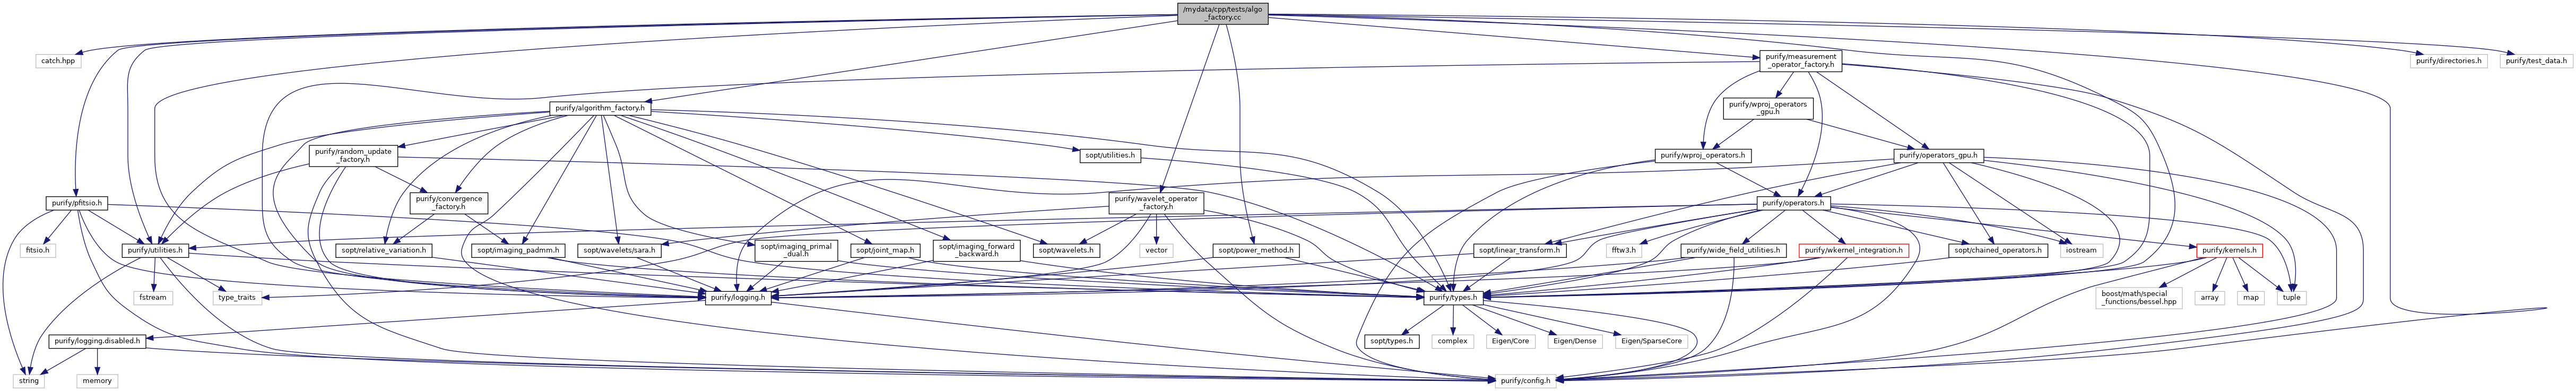 /mydata/cpp/tests/algo
_factory.cc
catch.hpp
purify/measurement
_operator_factory.h
purify/directories.h
purify/test_data.h
purify/algorithm_factory.h
purify/wproj_operators
_gpu.h
purify/random_update
_factory.h
sopt/utilities.h
purify/wproj_operators.h
purify/operators_gpu.h
purify/pfitsio.h
purify/convergence
_factory.h
purify/wavelet_operator
_factory.h
purify/operators.h
fitsio.h
purify/utilities.h
sopt/relative_variation.h
sopt/imaging_padmm.h
sopt/wavelets/sara.h
sopt/imaging_primal
_dual.h
sopt/joint_map.h
sopt/imaging_forward
_backward.h
sopt/wavelets.h
vector
sopt/power_method.h
sopt/linear_transform.h
fftw3.h
purify/wide_field_utilities.h
purify/wkernel_integration.h
sopt/chained_operators.h
iostream
purify/kernels.h
fstream
type_traits
purify/logging.h
purify/types.h
boost/math/special
_functions/bessel.hpp
array
map
tuple
purify/logging.disabled.h
sopt/types.h
complex
Eigen/Core
Eigen/Dense
Eigen/SparseCore
string
memory
purify/config.h